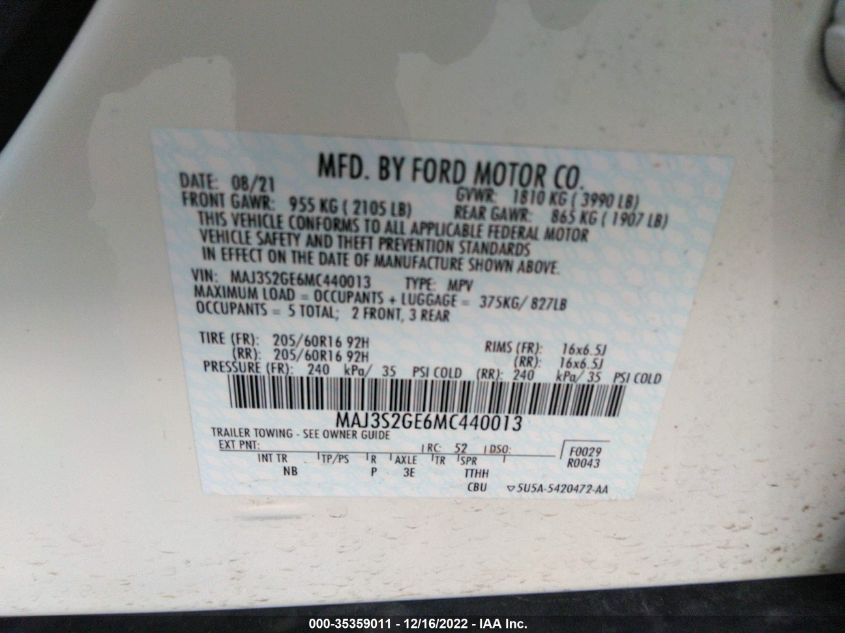 MFD. BY FORD MOTOR CO.
DATE: 08/21 GVWR: 1810 KG ( 3990 LB)
FRONT GAWR: 955 KG ( 2105 LB) REAR GAWR: 865 KG ( 1907 LB)
THIS VEHICLE CONFORMS TO ALL APPLICABLE FEDERAL MOTOR
VEHICLE SAFETY AND THEFT PREVENTION STANDARDS
IN EFFECT ON THE DATE OF MANUFACTURE SHOWN ABOVE.
VIN: MAJ3S2GE6MC440013 TYPE: MPV
MAXIMUM LOAD = OCCUPANTS + LUGGAGE = 375KG/ 827LB
OCCUPANTS = 5 TOTAL; 2 FRONT, 3 REAR
TIRE (FR): 205/60R16 92H RIMS (FR): 16x6.5J
(RR): 205/60R16 92H (RR): 16x6.5J
PRESSURE (FR): 240 kPa/ 35 PSI COLD (RR): 240 kPa/ 35 PSI COLD
MAJ3S2GE6MC440013
TRAILER TOWING - SEE OWNER GUIDE
EXT PNT: RC: 52 DSO: F0029
R0043
INT TR TP/PS R AXLE TR SPR
NB P 3E TTHH
CBU ▽5U5A-5420472-AA
000-35359011 - 12/16/2022 - IAA Inc.